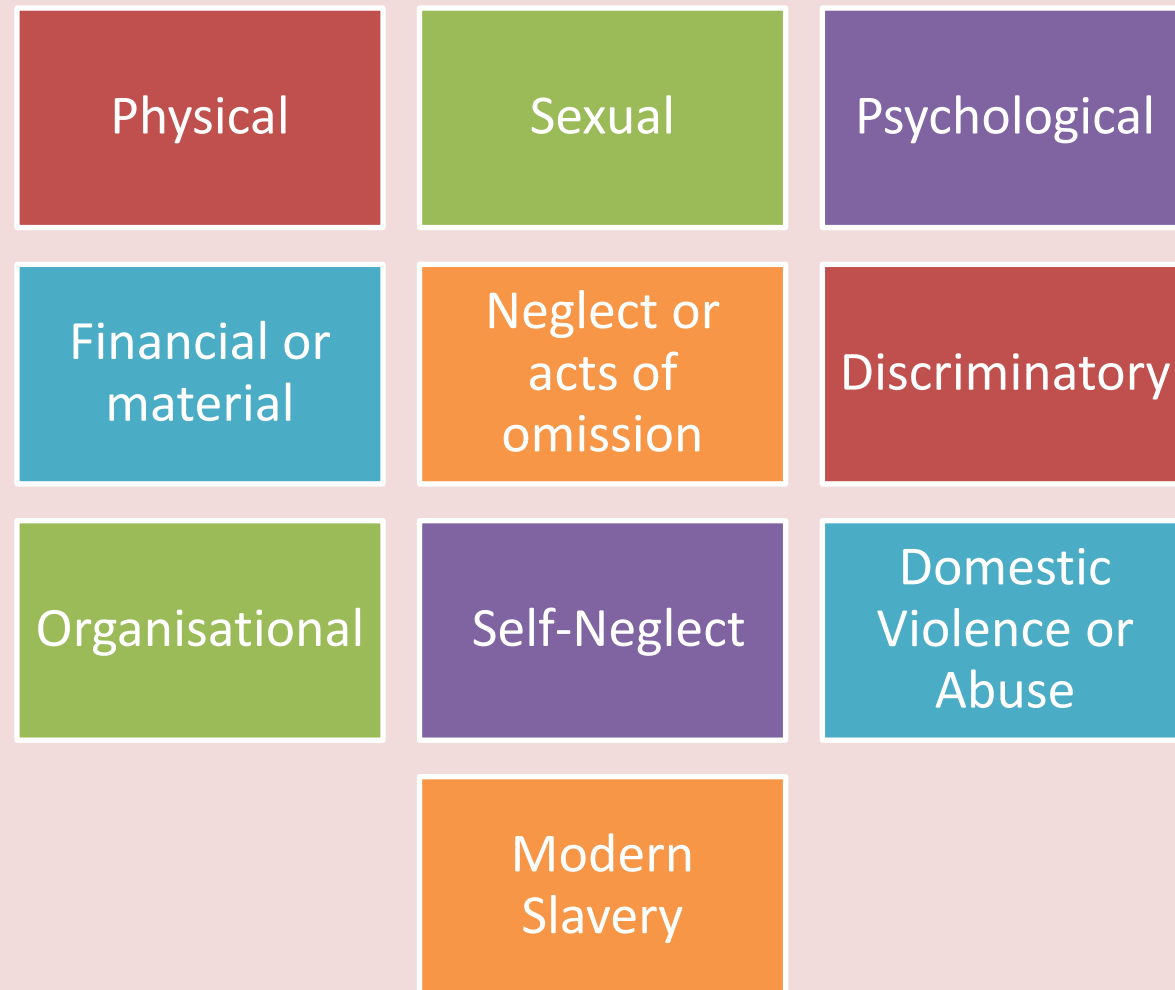 Physical
Sexual
Psychological
Financial or
material
Neglect or
acts of
omission
Discriminatory
Organisational
Self-Neglect
Domestic
Violence or
Abuse
Modern
Slavery